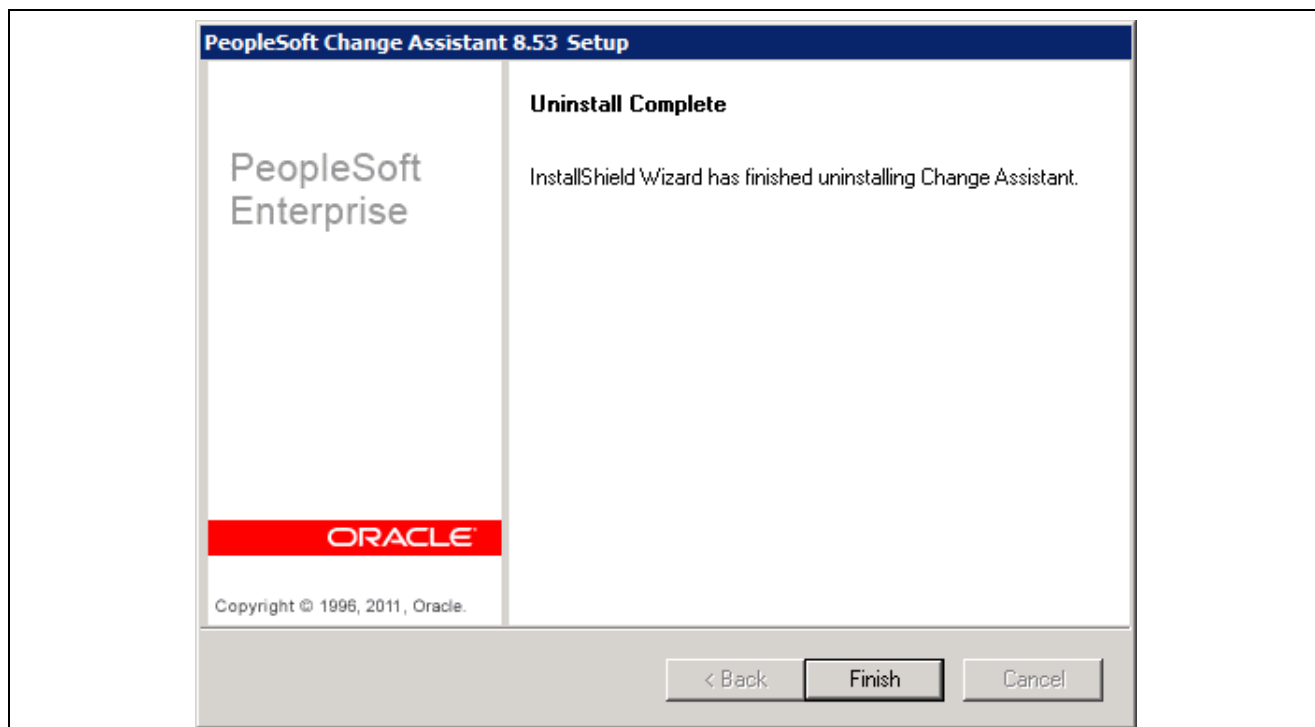 PeopleSoft Change Assistant 8.53 Setup
PeopleSoft
Enterprise
ORACLE
Copyright © 1996, 2011, Oracle.
Uninstall Complete
InstallShield Wizard has finished uninstalling Change Assistant.
< Back
Finish
Cancel